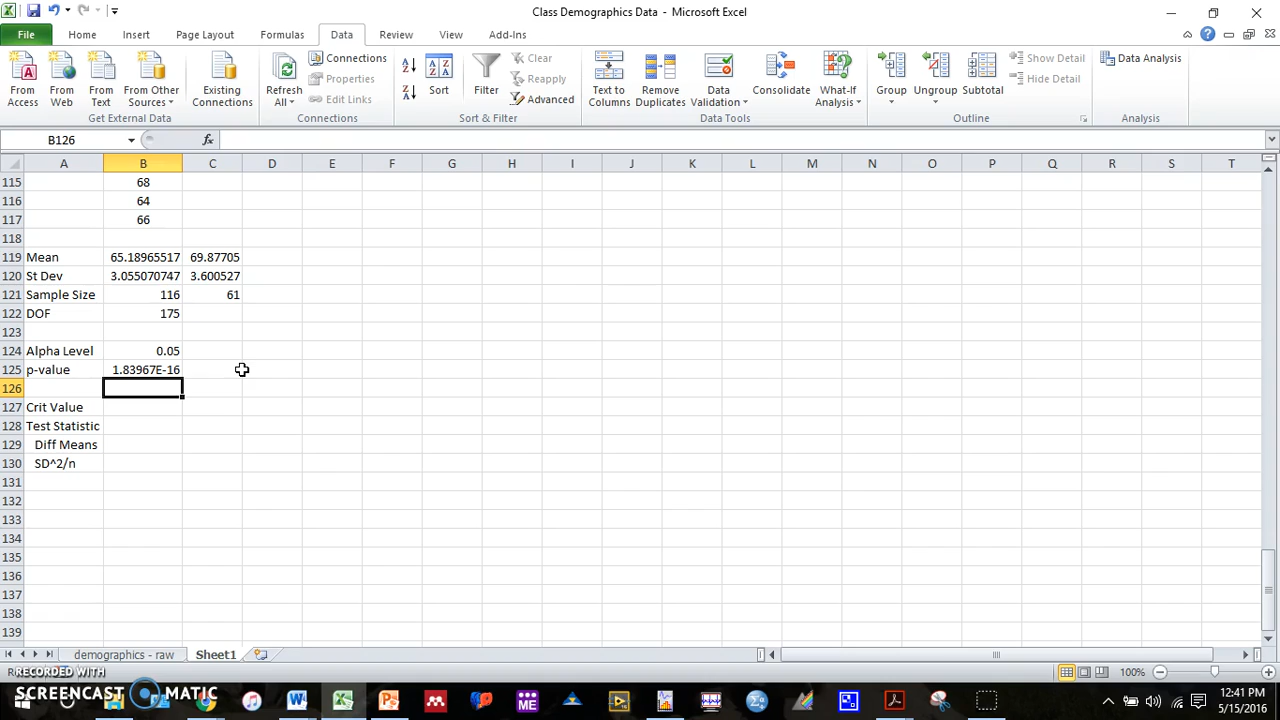 Class Demographics Data - Microsoft Excel
File Home Insert Page Layout Formulas Data Review View Add-Ins
From Access
From Web
From Text
From Other Sources
Existing Connections
Get External Data
Refresh All
Connections
Properties
Edit Links
Connections
Sort
Filter
Clear
Reapply
Advanced
Sort & Filter
Text to Columns
Remove Duplicates
Data Validation
Consolidate
What-If Analysis
Data Tools
Group
Ungroup
Subtotal
Show Detail
Hide Detail
Outline
Data Analysis
Analysis
B126 fx
A B C D E F G H I J K L M N O P Q R S T
115 68
116 64
117 66
118
119 Mean 65.18965517 69.87705
120 St Dev 3.055070747 3.600527
121 Sample Size 116 61
122 DOF 175
123
124 Alpha Level 0.05
125 p-value 1.83967E-16
126
127 Crit Value
128 Test Statistic
129 Diff Means
130 SD^2/n
131
132
133
134
135
136
137
138
139
demographics - raw Sheet1
RECORDED WITH
SCREENCAST MATIC
100%
12:41 PM
5/15/2016